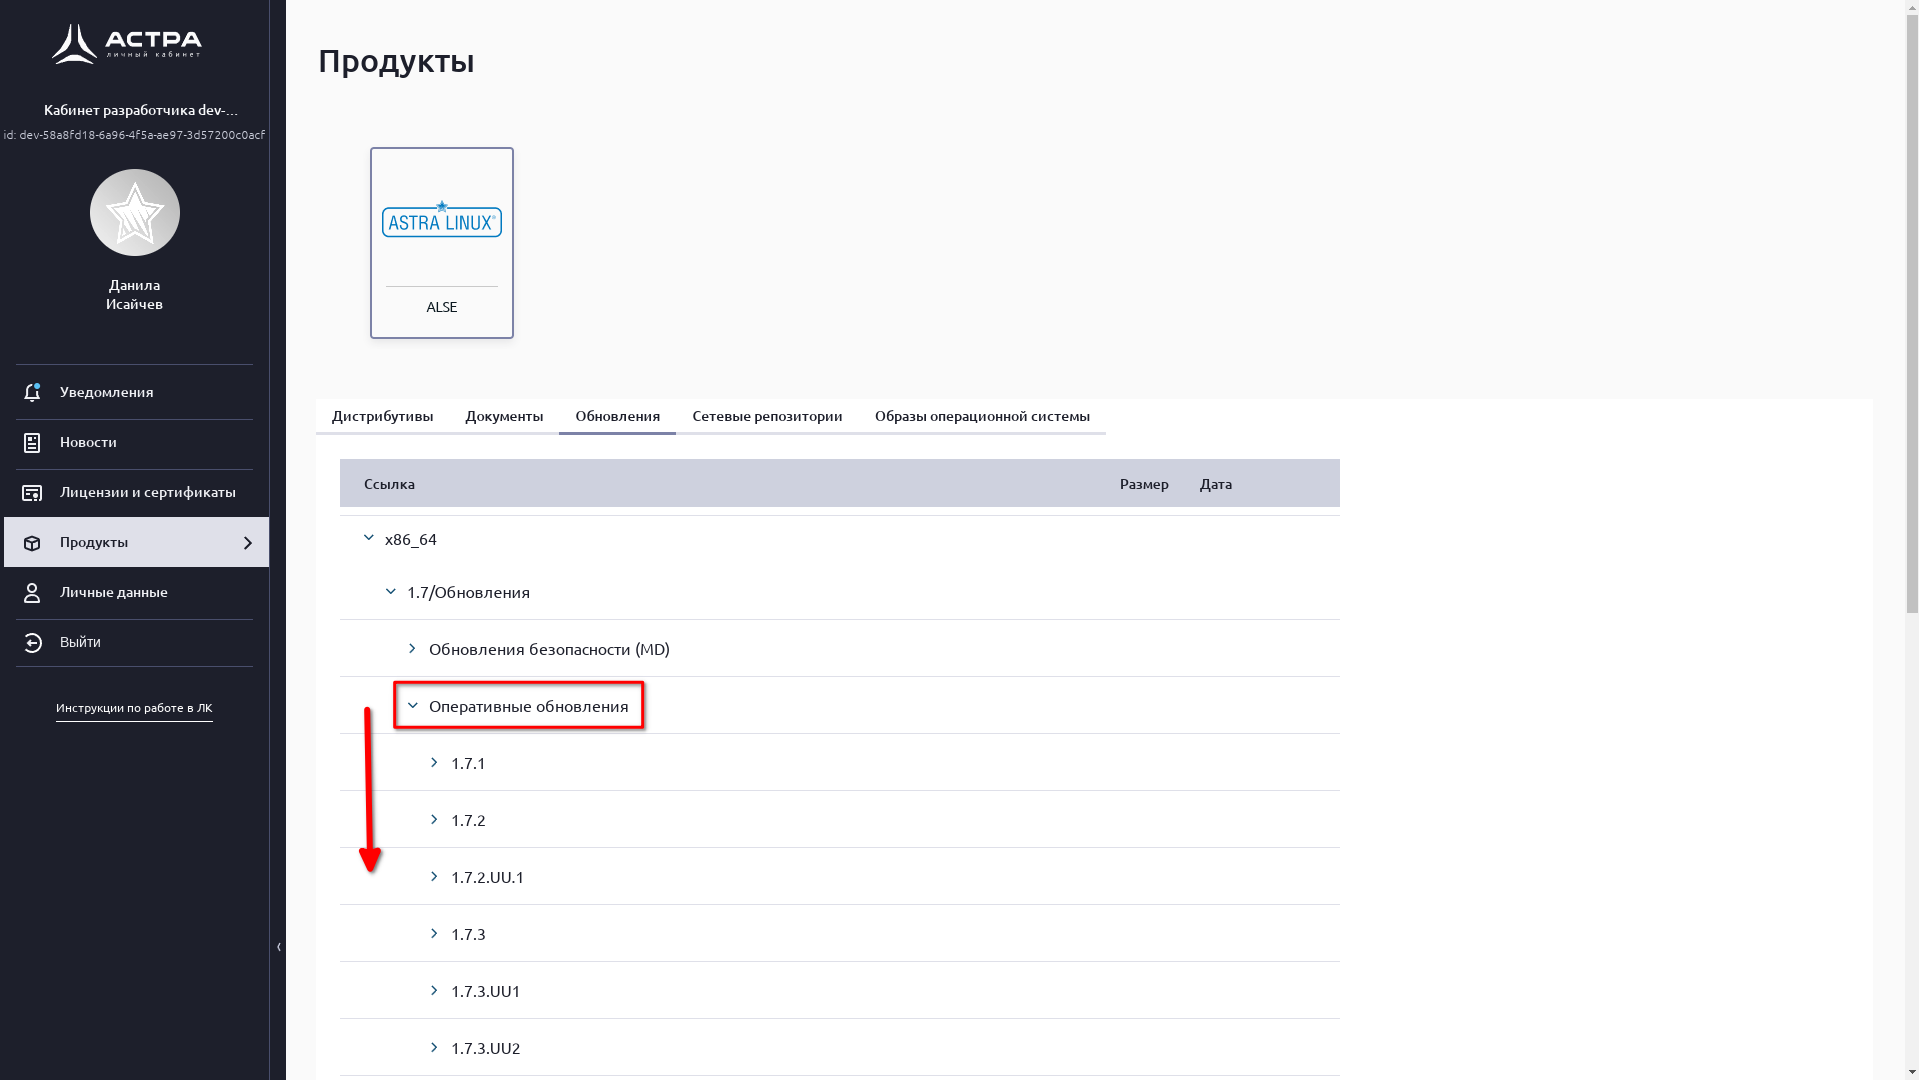 АСТРА
личный кабинет
Кабинет разработчика dev-...
id: dev-58a8fd18-6a96-4f5a-ae97-3d57200c0acf
Данила
Исайчев
Уведомления
Новости
Лицензии и сертификаты
Продукты
Личные данные
Выйти
Инструкции по работе в ЛК
Продукты
ASTRA LINUX®
ALSE
Дистрибутивы Документы Обновления Сетевые репозитории Образы операционной системы
Ссылка Размер Дата
x86_64
1.7/Обновления
Обновления безопасности (MD)
Оперативные обновления
1.7.1
1.7.2
1.7.2.UU.1
1.7.3
1.7.3.UU1
1.7.3.UU2